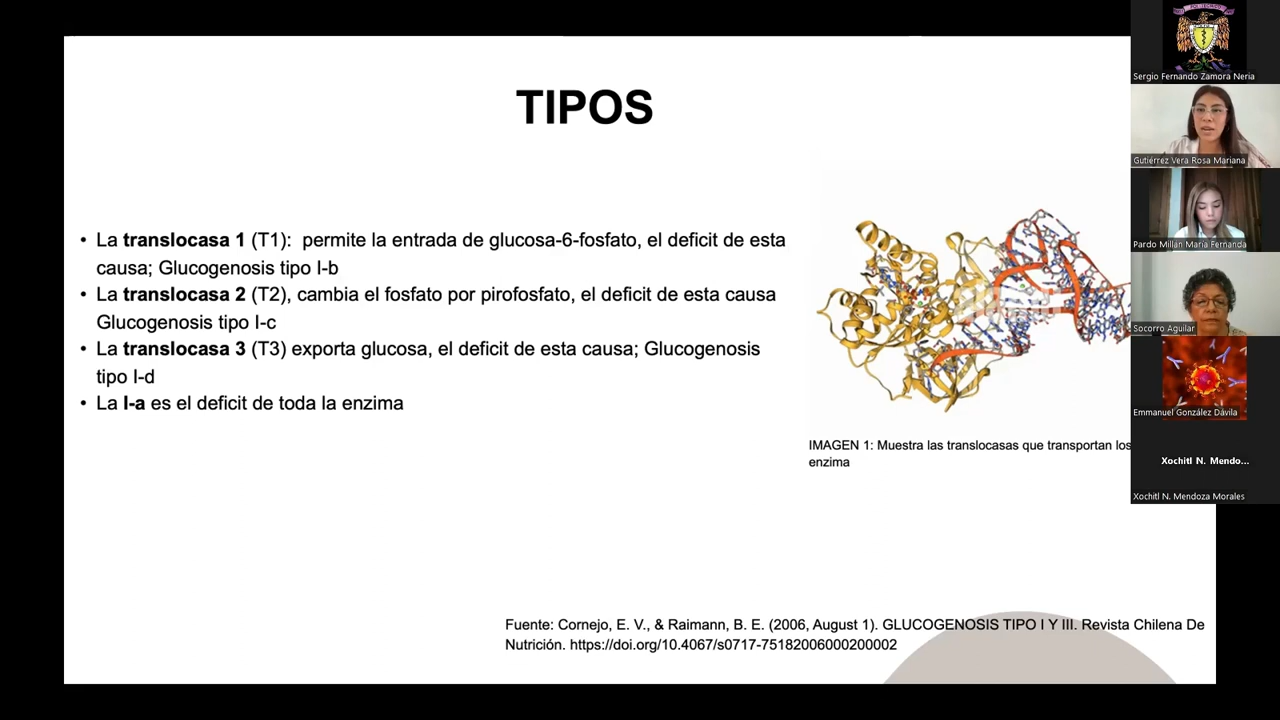 TIPOS
• La translocasa 1 (T1):  permite la entrada de glucosa-6-fosfato, el deficit de esta
causa; Glucogenosis tipo I-b
• La translocasa 2 (T2), cambia el fosfato por pirofosfato, el deficit de esta causa
Glucogenosis tipo I-c
• La translocasa 3 (T3) exporta glucosa, el deficit de esta causa; Glucogenosis
tipo I-d
• La I-a es el deficit de toda la enzima
IMAGEN 1: Muestra las translocasas que transportan los
enzima
Fuente: Cornejo, E. V., & Raimann, B. E. (2006, August 1). GLUCOGENOSIS TIPO I Y III. Revista Chilena De
Nutrición. https://doi.org/10.4067/s0717-75182006000200002
Sergio Fernando Zamora Neria
Gutiérrez Vera Rosa Mariana
Pardo Millán María Fernanda
Socorro Aguilar
Emmanuel González Dávila
Xochitl N. Mendo...
Xochitl N. Mendoza Morales